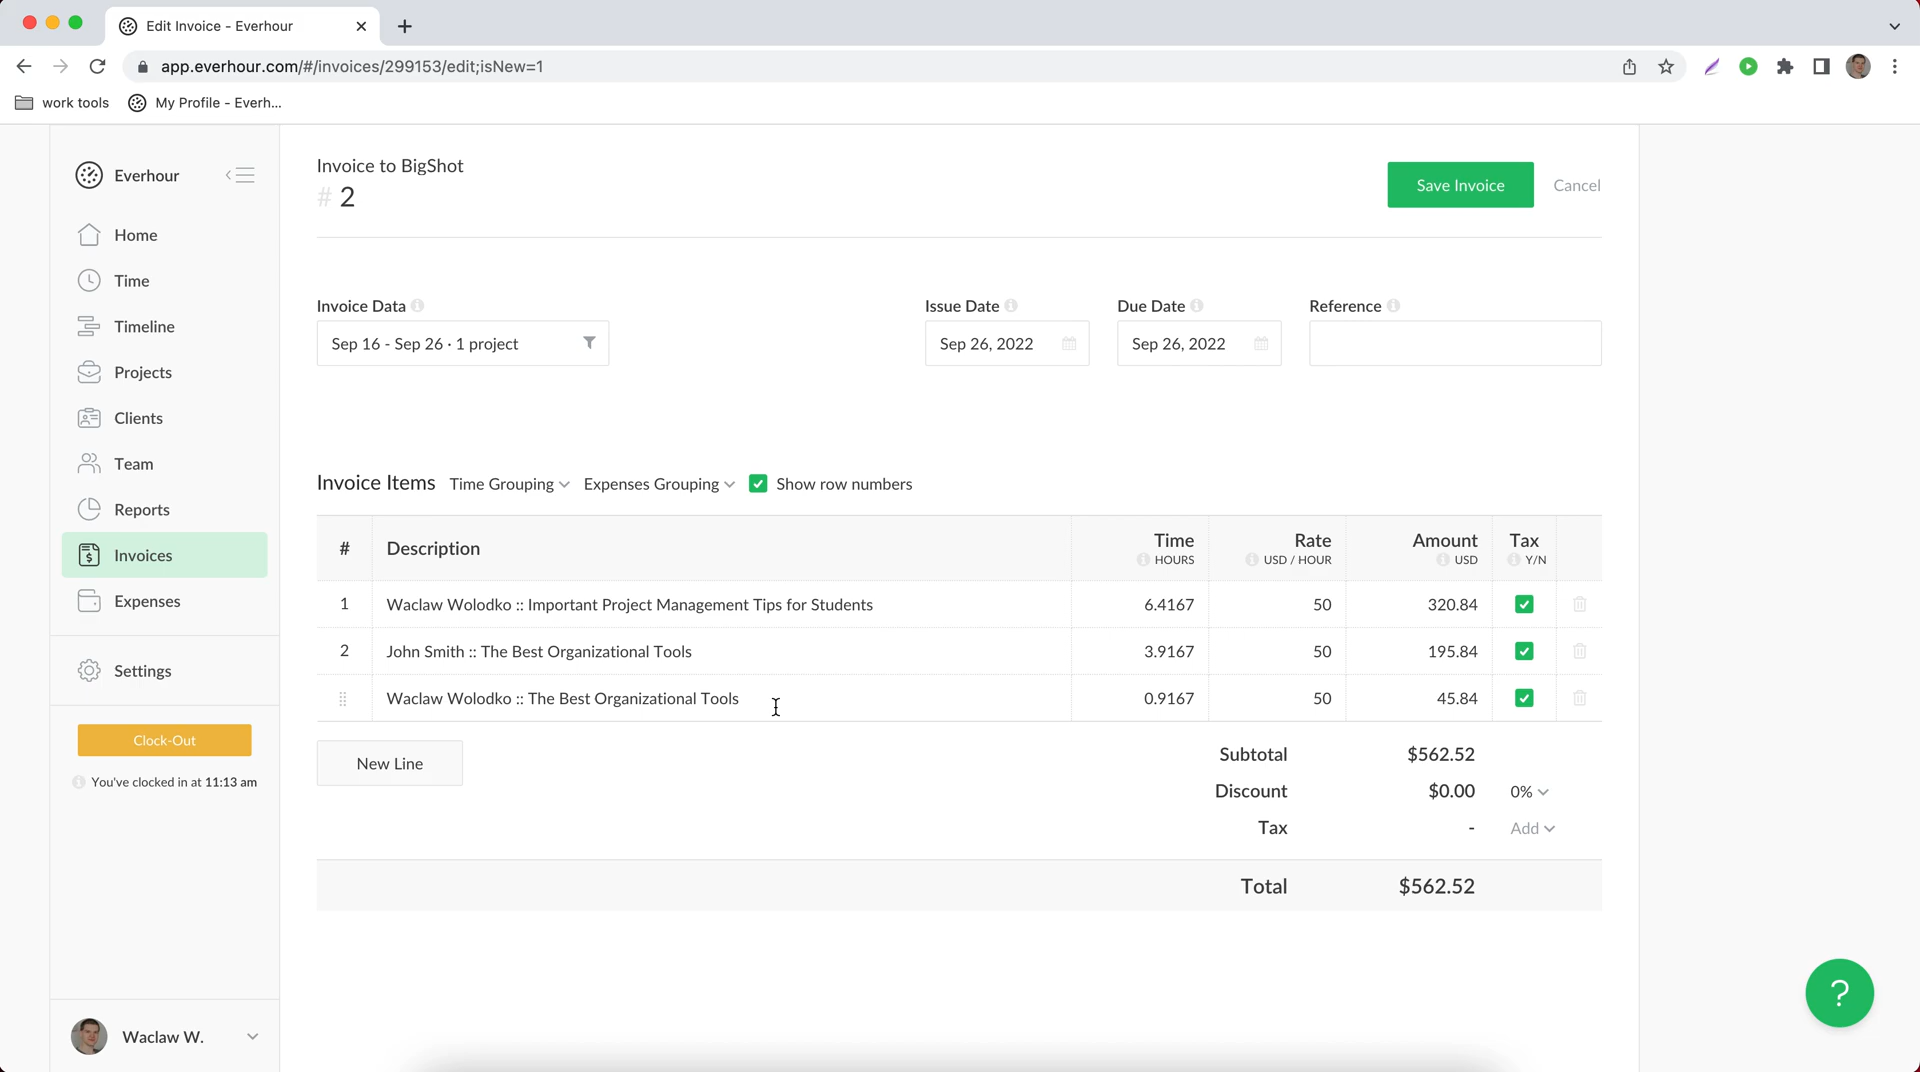 Edit Invoice - Everhour
app.everhour.com/#/invoices/299153/edit;isNew=1
work tools My Profile - Everh...
Everhour
Home
Time
Timeline
Projects
Clients
Team
Reports
Invoices
Expenses
Settings
Clock-Out
You've clocked in at 11:13 am
Waclaw W.
Invoice to BigShot
# 2
Save Invoice Cancel
Invoice Data Issue Date Due Date Reference
Sep 16 - Sep 26 · 1 project Sep 26, 2022 Sep 26, 2022
Invoice Items Time Grouping Expenses Grouping Show row numbers
# Description Time Rate Amount Tax
HOURS USD / HOUR USD Y/N
1 Waclaw Wolodko :: Important Project Management Tips for Students 6.4167 50 320.84
2 John Smith :: The Best Organizational Tools 3.9167 50 195.84
Waclaw Wolodko :: The Best Organizational Tools 0.9167 50 45.84
New Line
Subtotal $562.52
Discount $0.00 0%
Tax - Add
Total $562.52
?